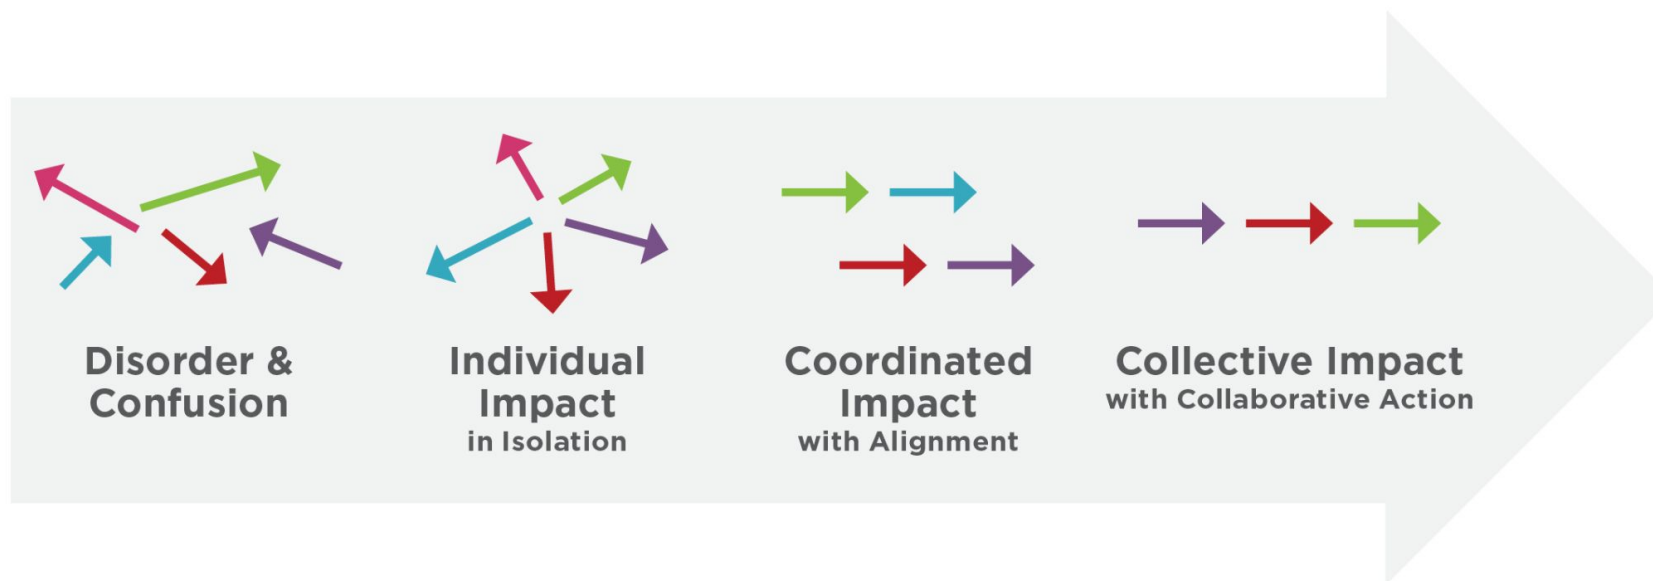 Disorder &
Confusion
Individual
Impact
in Isolation
Coordinated
Impact
with Alignment
Collective Impact
with Collaborative Action